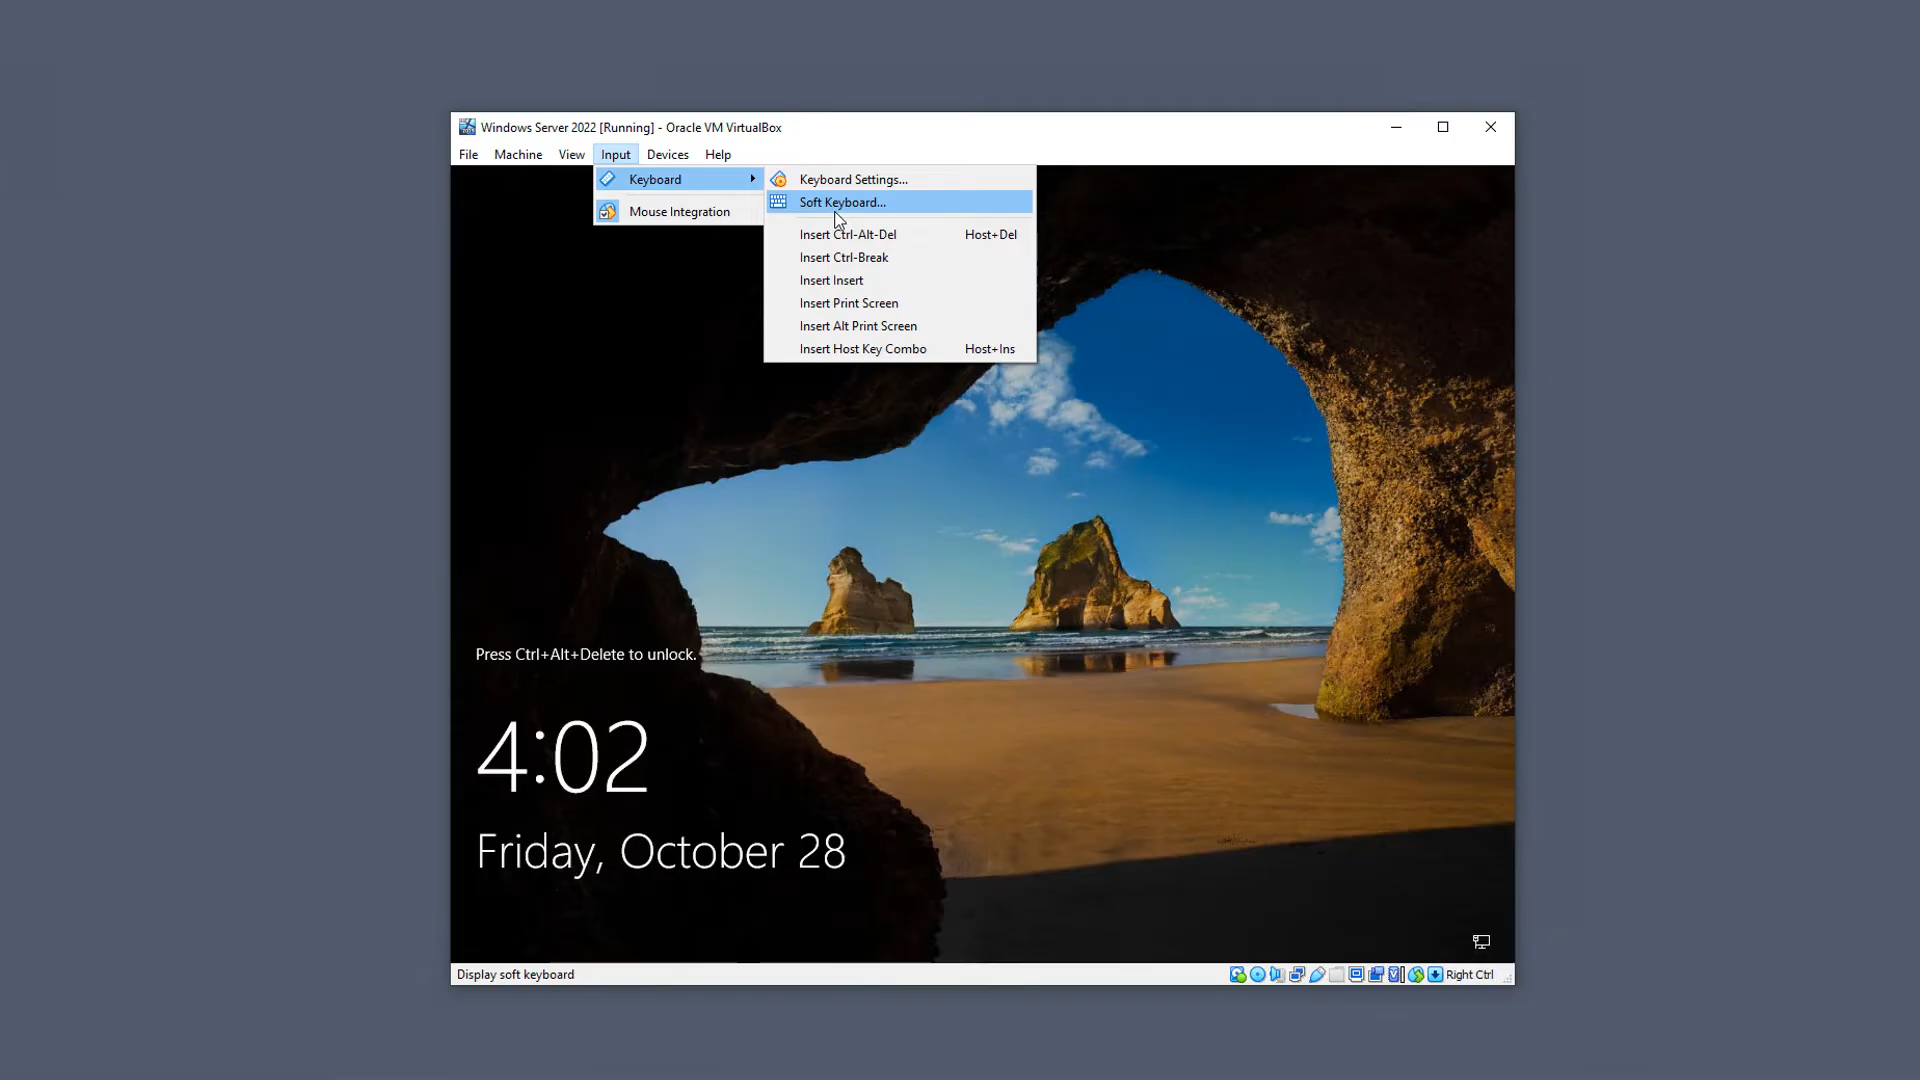 Windows Server 2022 [Running] - Oracle VM VirtualBox
File Machine View Input Devices Help
Keyboard
Mouse Integration
Keyboard Settings...
Soft Keyboard...
Insert Ctrl-Alt-Del Host+Del
Insert Ctrl-Break
Insert Insert
Insert Print Screen
Insert Alt Print Screen
Insert Host Key Combo Host+Ins
Press Ctrl+Alt+Delete to unlock.
4:02
Friday, October 28
Display soft keyboard
Right Ctrl